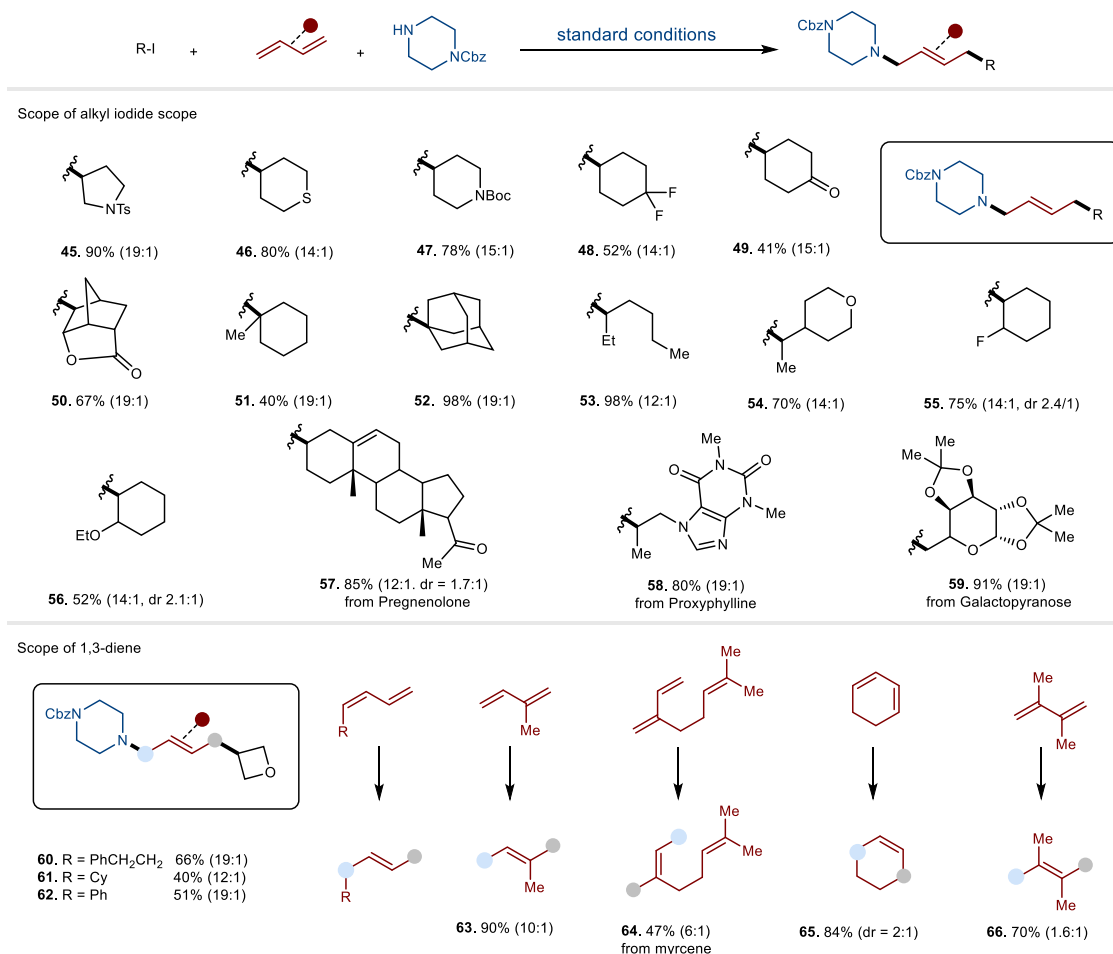 R-I
+
+
HN
N
Cbz
standard conditions
CbzN
N
R
Scope of alkyl iodide scope
NTs
45. 90% (19:1)
S
46. 80% (14:1)
NBoc
47. 78% (15:1)
F
F
48. 52% (14:1)
O
49. 41% (15:1)
CbzN
N
R
O
O
50. 67% (19:1)
Me
51. 40% (19:1)
52. 98% (19:1)
Et
Me
53. 98% (12:1)
O
Me
54. 70% (14:1)
F
55. 75% (14:1, dr 2.4/1)
EtO
56. 52% (14:1, dr 2.1:1)
Me
O
57. 85% (12:1. dr = 1.7:1)
from Pregnenolone
Me
O
N
O
N
Me
N
N
Me
58. 80% (19:1)
from Proxyphylline
Me
Me
O
O
O
Me
O
O
Me
59. 91% (19:1)
from Galactopyranose
Scope of 1,3-diene
CbzN
N
O
60. R = PhCH2CH2 66% (19:1)
61. R = Cy 40% (12:1)
62. R = Ph 51% (19:1)
R
R
Me
Me
63. 90% (10:1)
Me
Me
Me
Me
64. 47% (6:1)
from myrcene
65. 84% (dr = 2:1)
Me
Me
Me
Me
66. 70% (1.6:1)